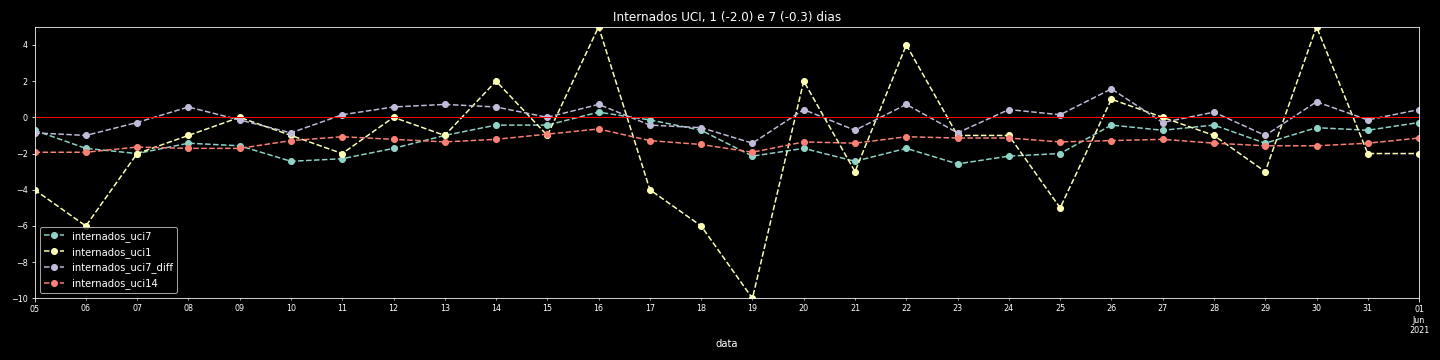 Internados UCI, 1 (-2.0) e 7 (-0.3) dias
4
2
0
−2
−4
−6
−8
−10
internados_uci7
internados_uci1
internados_uci7_diff
internados_uci14
05 06 07 08 09 10 11 12 13 14 15 16 17 18 19 20 21 22 23 24 25 26 27 28 29 30 31 01
Jun
2021
data